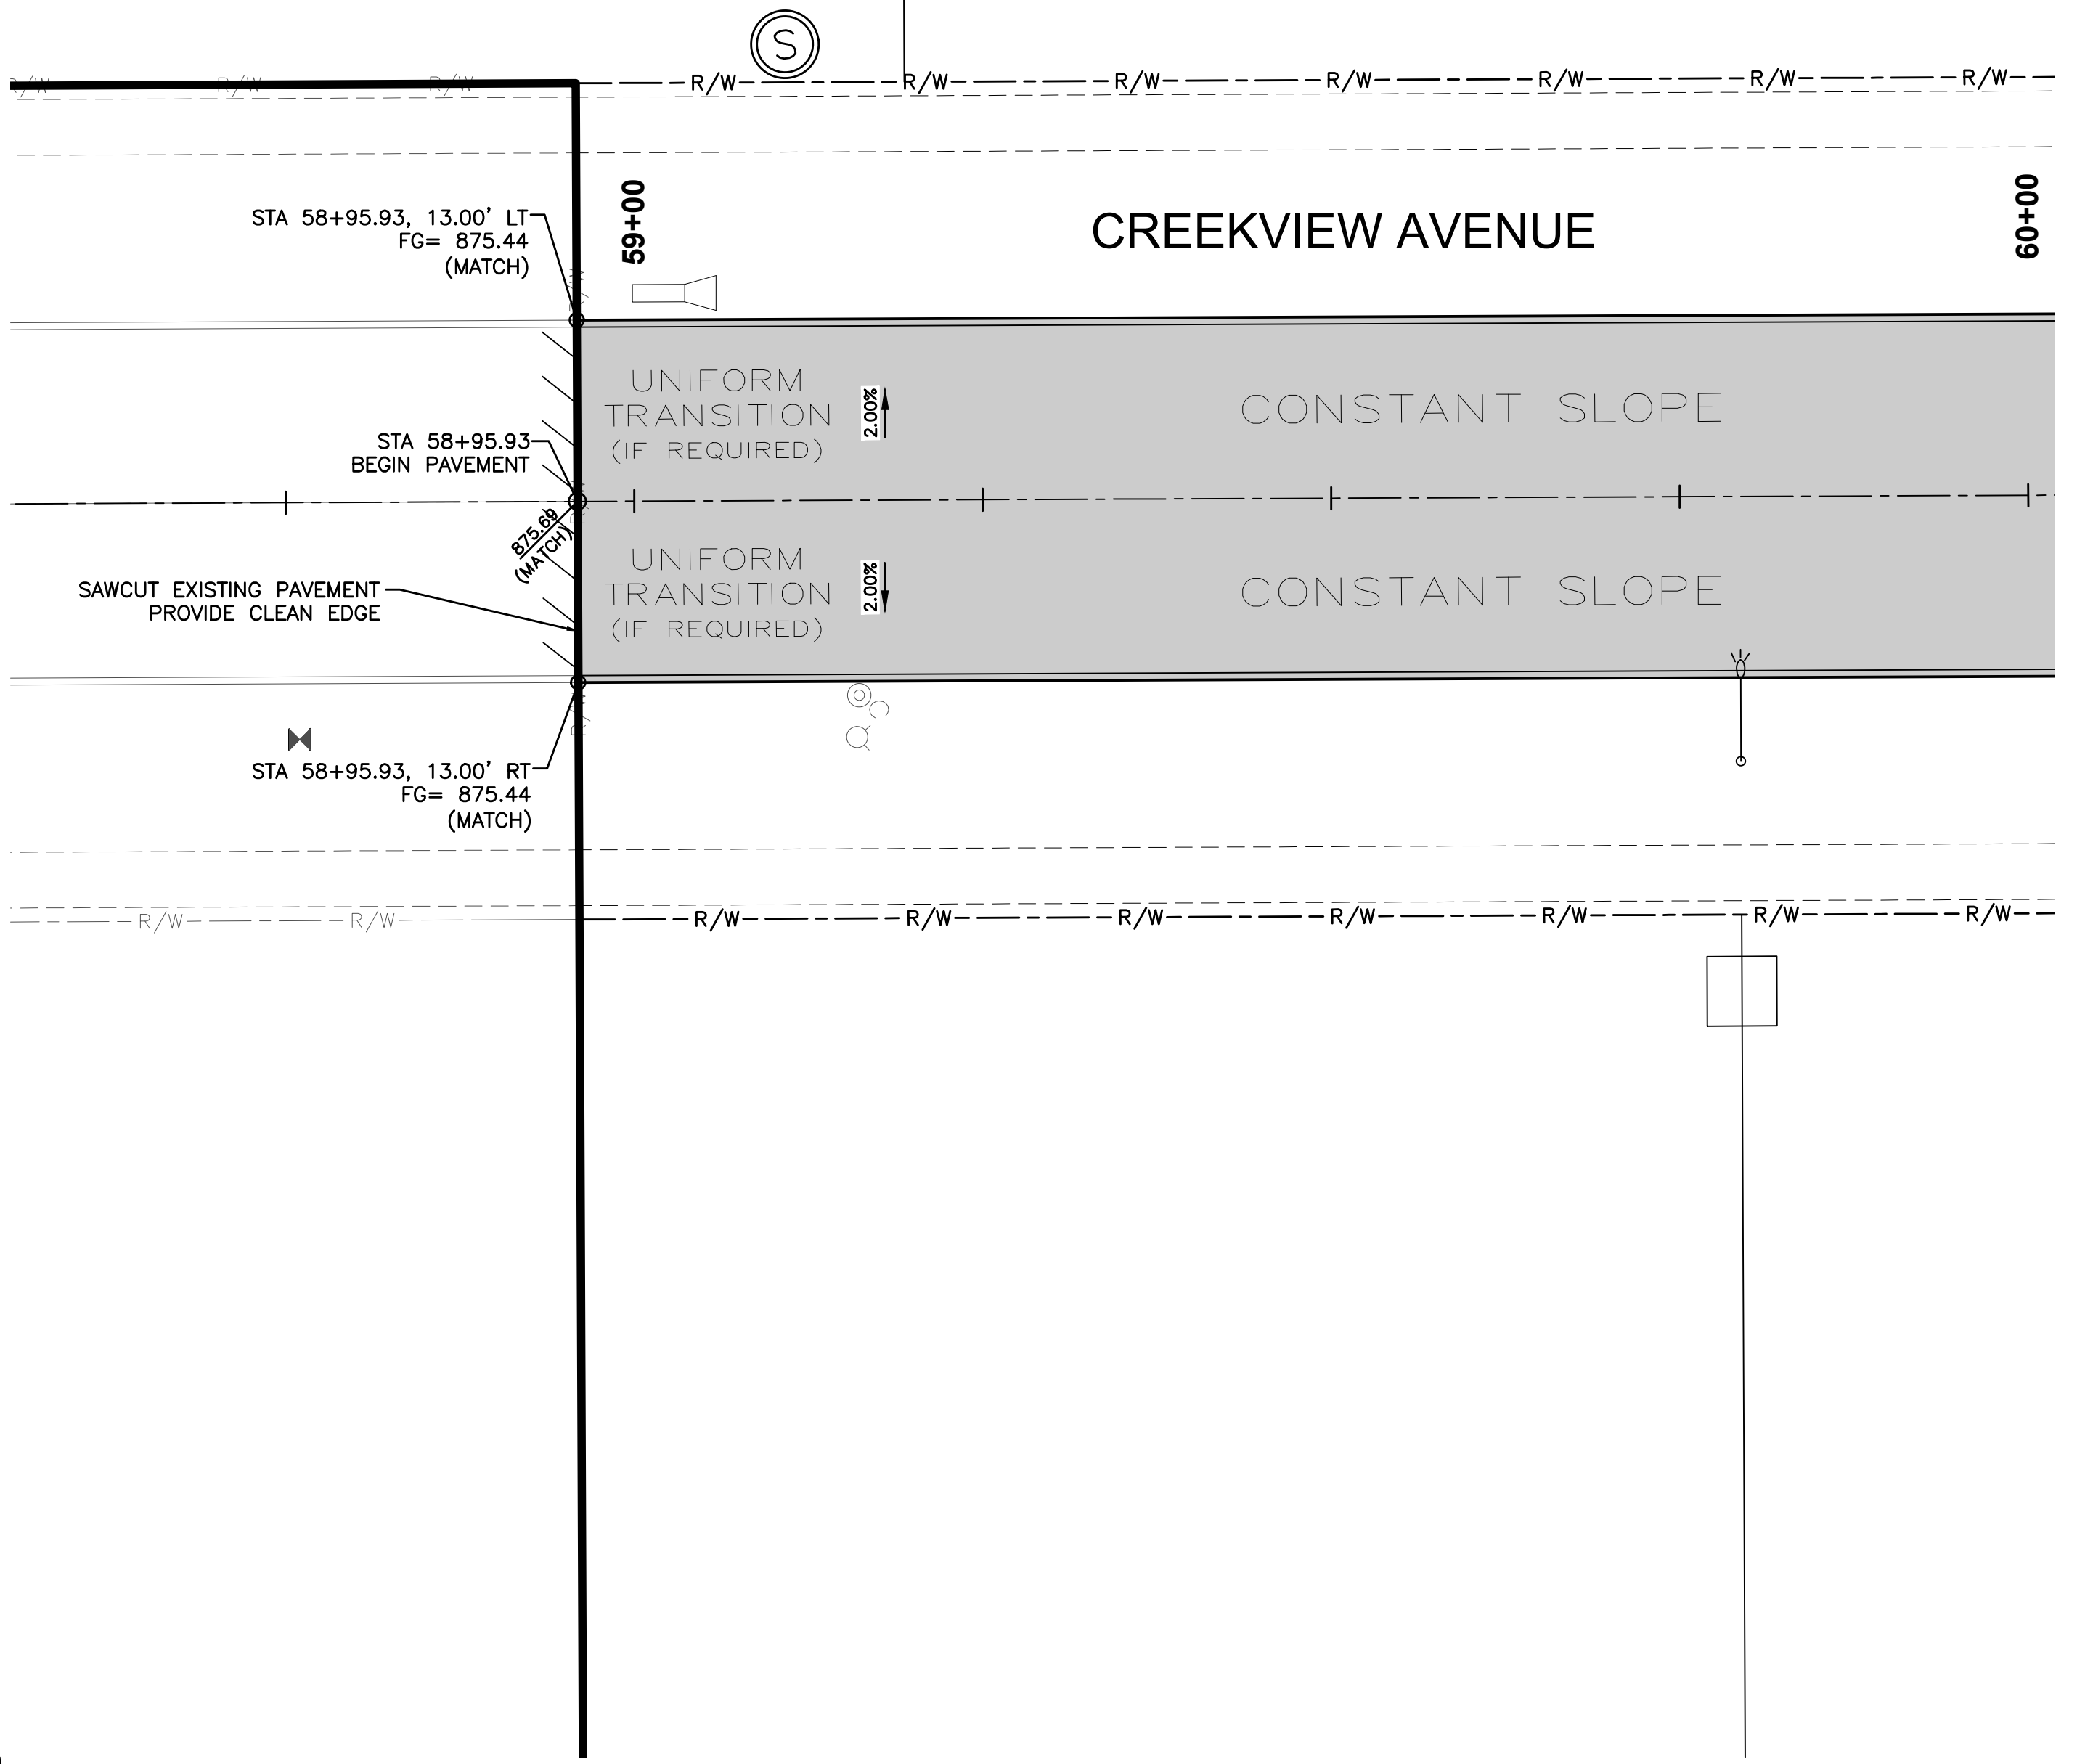 S
R/W R/W R/W R/W R/W R/W R/W R/W R/W R/W
59+00
60+00
CREEKVIEW AVENUE
STA 58+95.93, 13.00' LT
FG= 875.44
(MATCH)
R/W
UNIFORM
TRANSITION
(IF REQUIRED)
2.00%
CONSTANT SLOPE
STA 58+95.93
BEGIN PAVEMENT
875.69
(MATCH)
UNIFORM
TRANSITION
(IF REQUIRED)
2.00%
CONSTANT SLOPE
SAWCUT EXISTING PAVEMENT
PROVIDE CLEAN EDGE
C
R/W
STA 58+95.93, 13.00' RT
FG= 875.44
(MATCH)
R/W R/W R/W R/W R/W R/W R/W R/W R/W